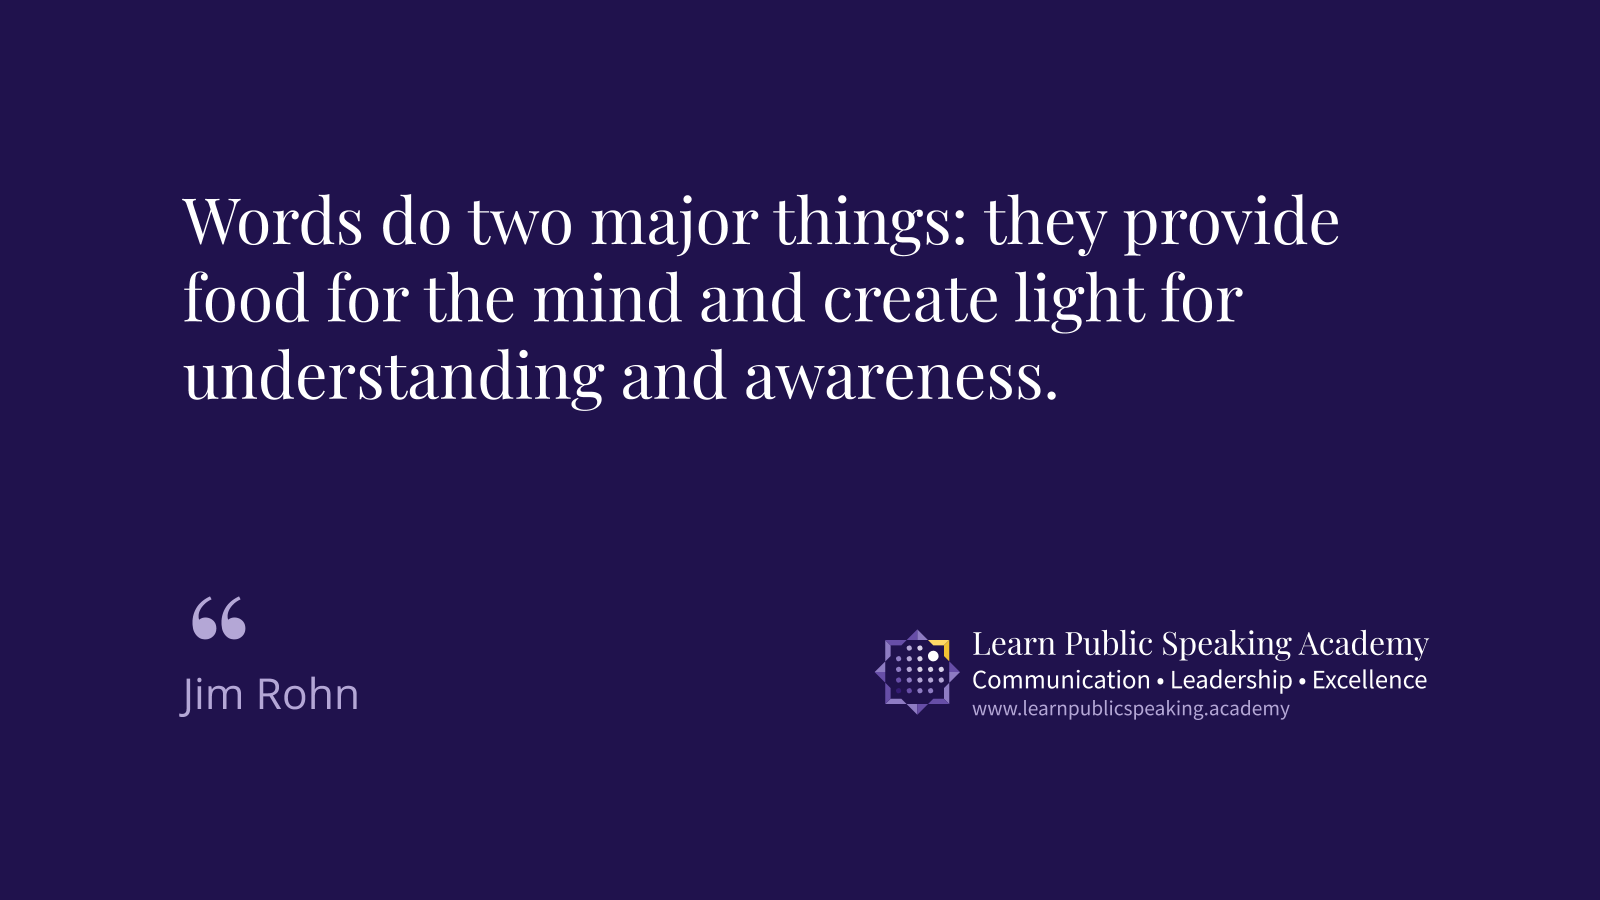 Words do two major things: they provide
food for the mind and create light for
understanding and awareness.
“
Jim Rohn
Learn Public Speaking Academy
Communication • Leadership • Excellence
www.learnpublicspeaking.academy